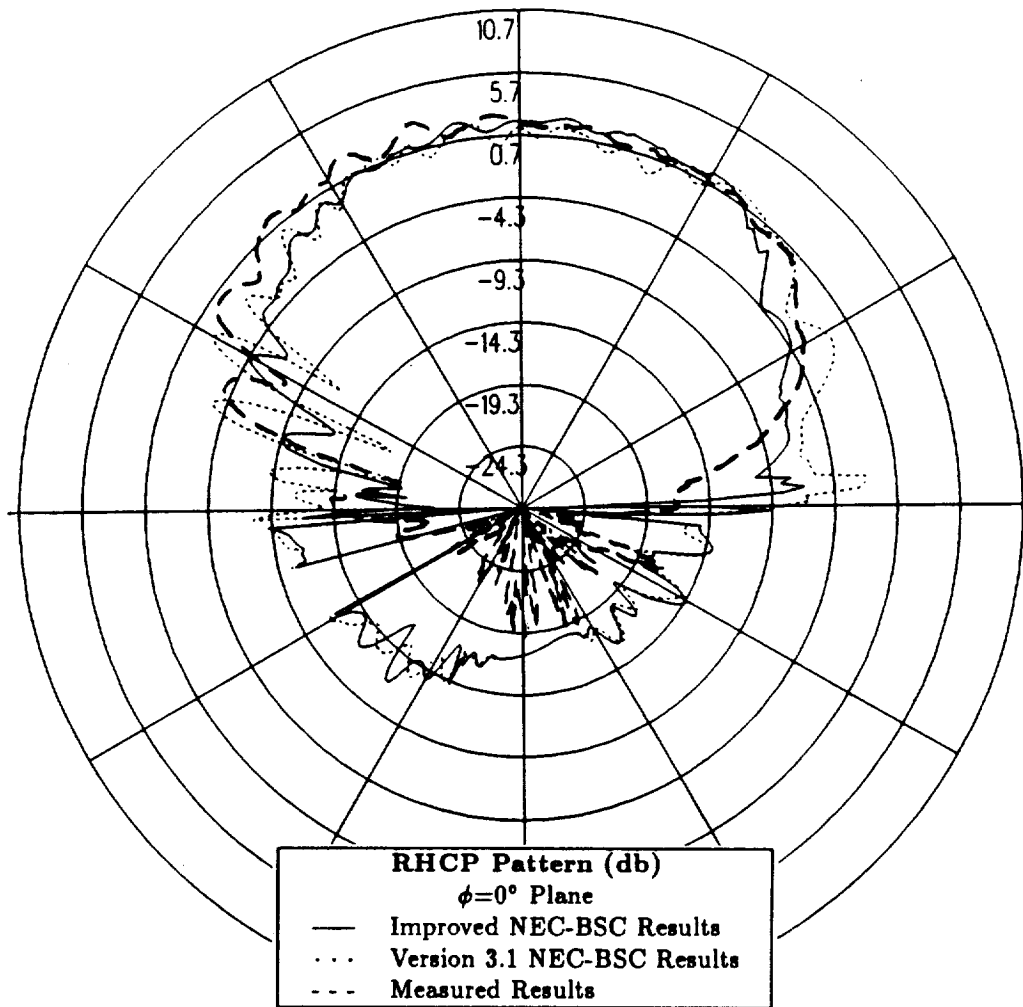 10.7
5.7
0.7
-4.3
-9.3
-14.3
-19.3
-24.3
RHCP Pattern (db)
ϕ=0° Plane
— Improved NEC-BSC Results
· · · Version 3.1 NEC-BSC Results
- - - Measured Results